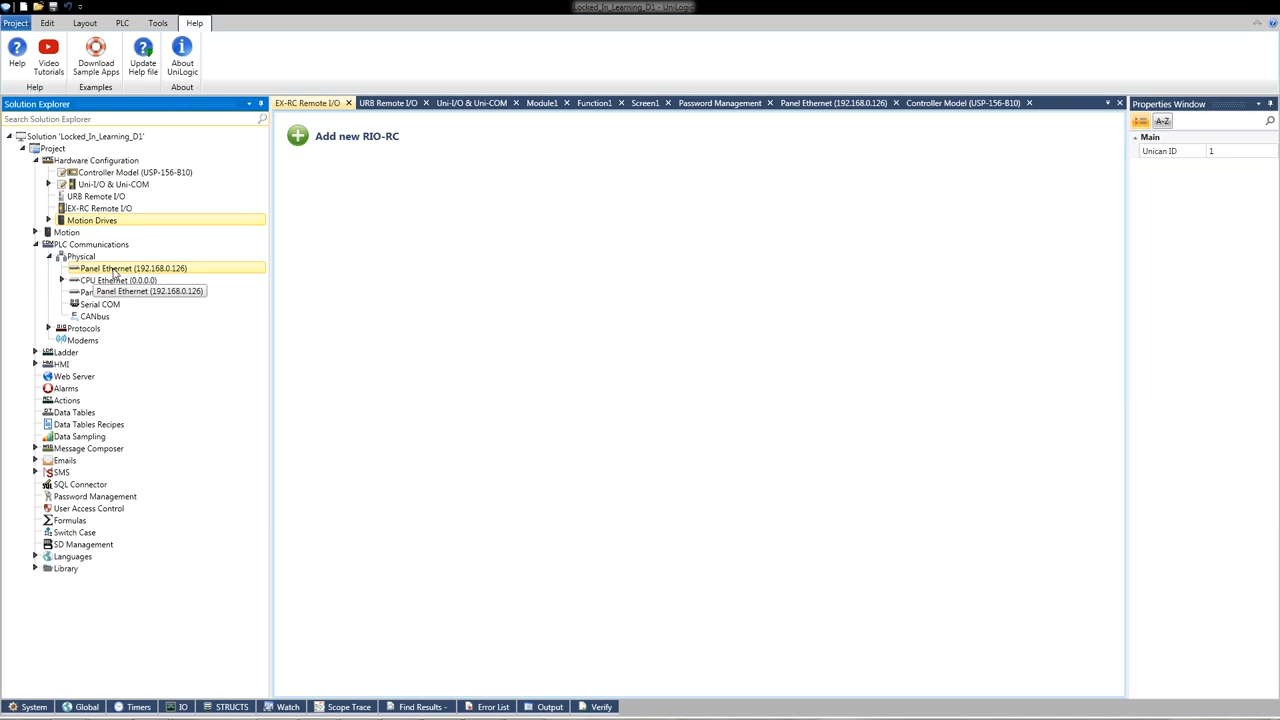 Locked_In_Learning_D1 - UniLogic
Project Edit Layout PLC Tools Help
Help
Video Tutorials
Download Sample Apps
Update Help file
About UniLogic
Help Examples About
Solution Explorer
Search Solution Explorer
Solution 'Locked_In_Learning_D1'
Project
Hardware Configuration
Controller Model (USP-156-B10)
Uni-I/O & Uni-COM
URB Remote I/O
EX-RC Remote I/O
Motion Drives
Motion
PLC Communications
Physical
Panel Ethernet (192.168.0.126)
CPU Ethernet (0.0.0.0)
Panel Ethernet (192.168.0.126)
Serial COM
CANbus
Protocols
Modems
Ladder
HMI
Web Server
Alarms
Actions
Data Tables
Data Tables Recipes
Data Sampling
Message Composer
Emails
SMS
SQL Connector
Password Management
User Access Control
Formulas
Switch Case
SD Management
Languages
Library
EX-RC Remote I/O URB Remote I/O Uni-I/O & Uni-COM Module1 Function1 Screen1 Password Management Panel Ethernet (192.168.0.126) Controller Model (USP-156-B10)
Add new RIO-RC
Properties Window
A-Z
Main
Unican ID 1
System Global Timers IO STRUCTS Watch Scope Trace Find Results - Error List Output Verify